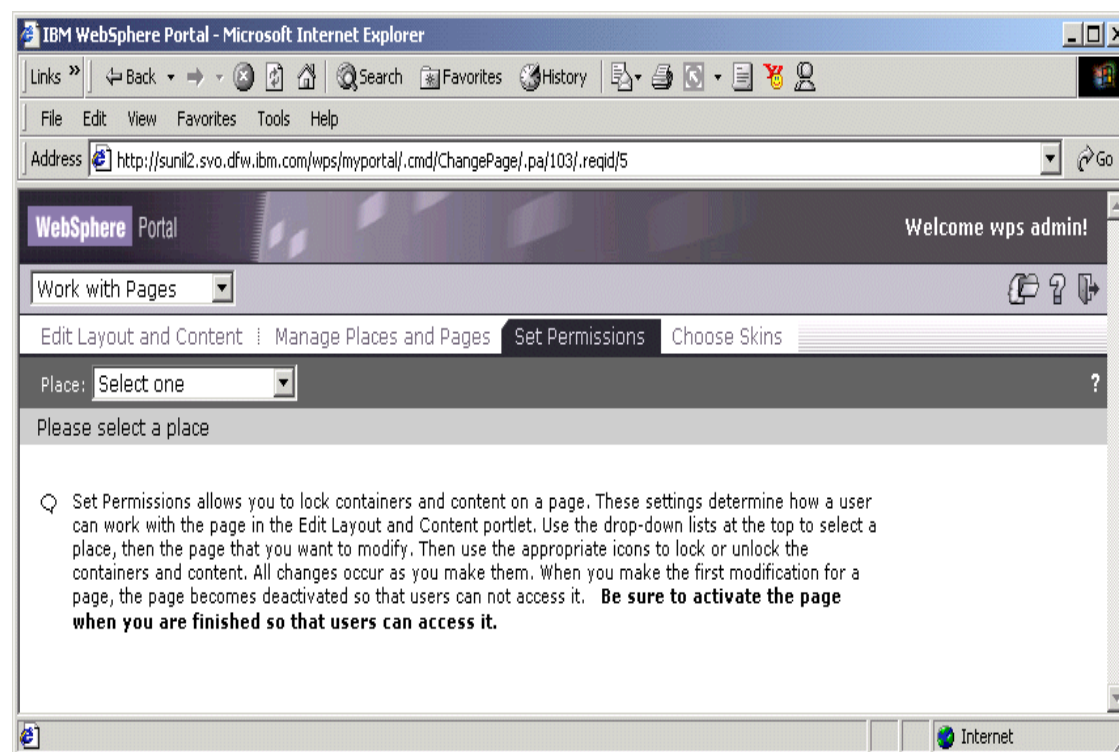 IBM WebSphere Portal - Microsoft Internet Explorer
Links » Back Search Favorites History
File Edit View Favorites Tools Help
Address http://sunil2.svo.dfw.ibm.com/wps/myportal/.cmd/ChangePage/.pa/103/.reqid/5 Go
WebSphere Portal Welcome wps admin!
Work with Pages ?
Edit Layout and Content Manage Places and Pages Set Permissions Choose Skins
Place: Select one ?
Please select a place
Set Permissions allows you to lock containers and content on a page. These settings determine how a user
can work with the page in the Edit Layout and Content portlet. Use the drop-down lists at the top to select a
place, then the page that you want to modify. Then use the appropriate icons to lock or unlock the
containers and content. All changes occur as you make them. When you make the first modification for a
page, the page becomes deactivated so that users can not access it. Be sure to activate the page
when you are finished so that users can access it.
Internet